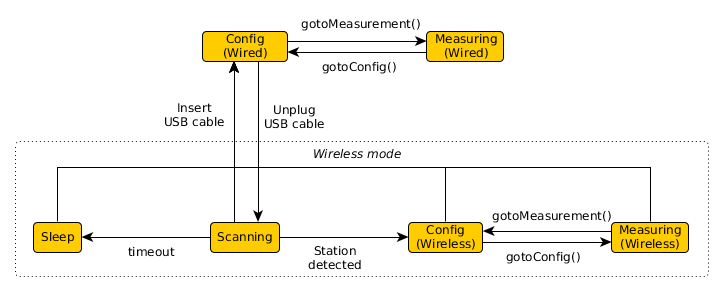 gotoMeasurement()
Config
(Wired)
Measuring
(Wired)
gotoConfig()
Insert
USB cable
Unplug
USB cable
Wireless mode
gotoMeasurement()
Sleep
Scanning
Config
(Wireless)
Measuring
(Wireless)
timeout
Station
detected
gotoConfig()